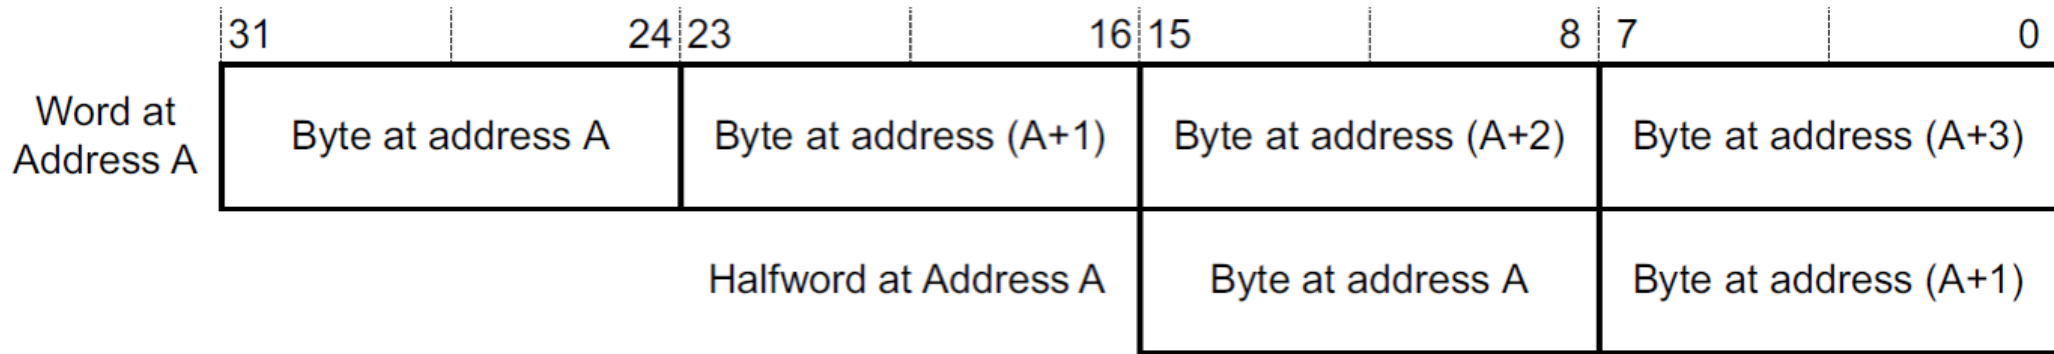 31 24 23 16 15 8 7 0
Word at
Address A
Byte at address A Byte at address (A+1) Byte at address (A+2) Byte at address (A+3)
Halfword at Address A Byte at address A Byte at address (A+1)